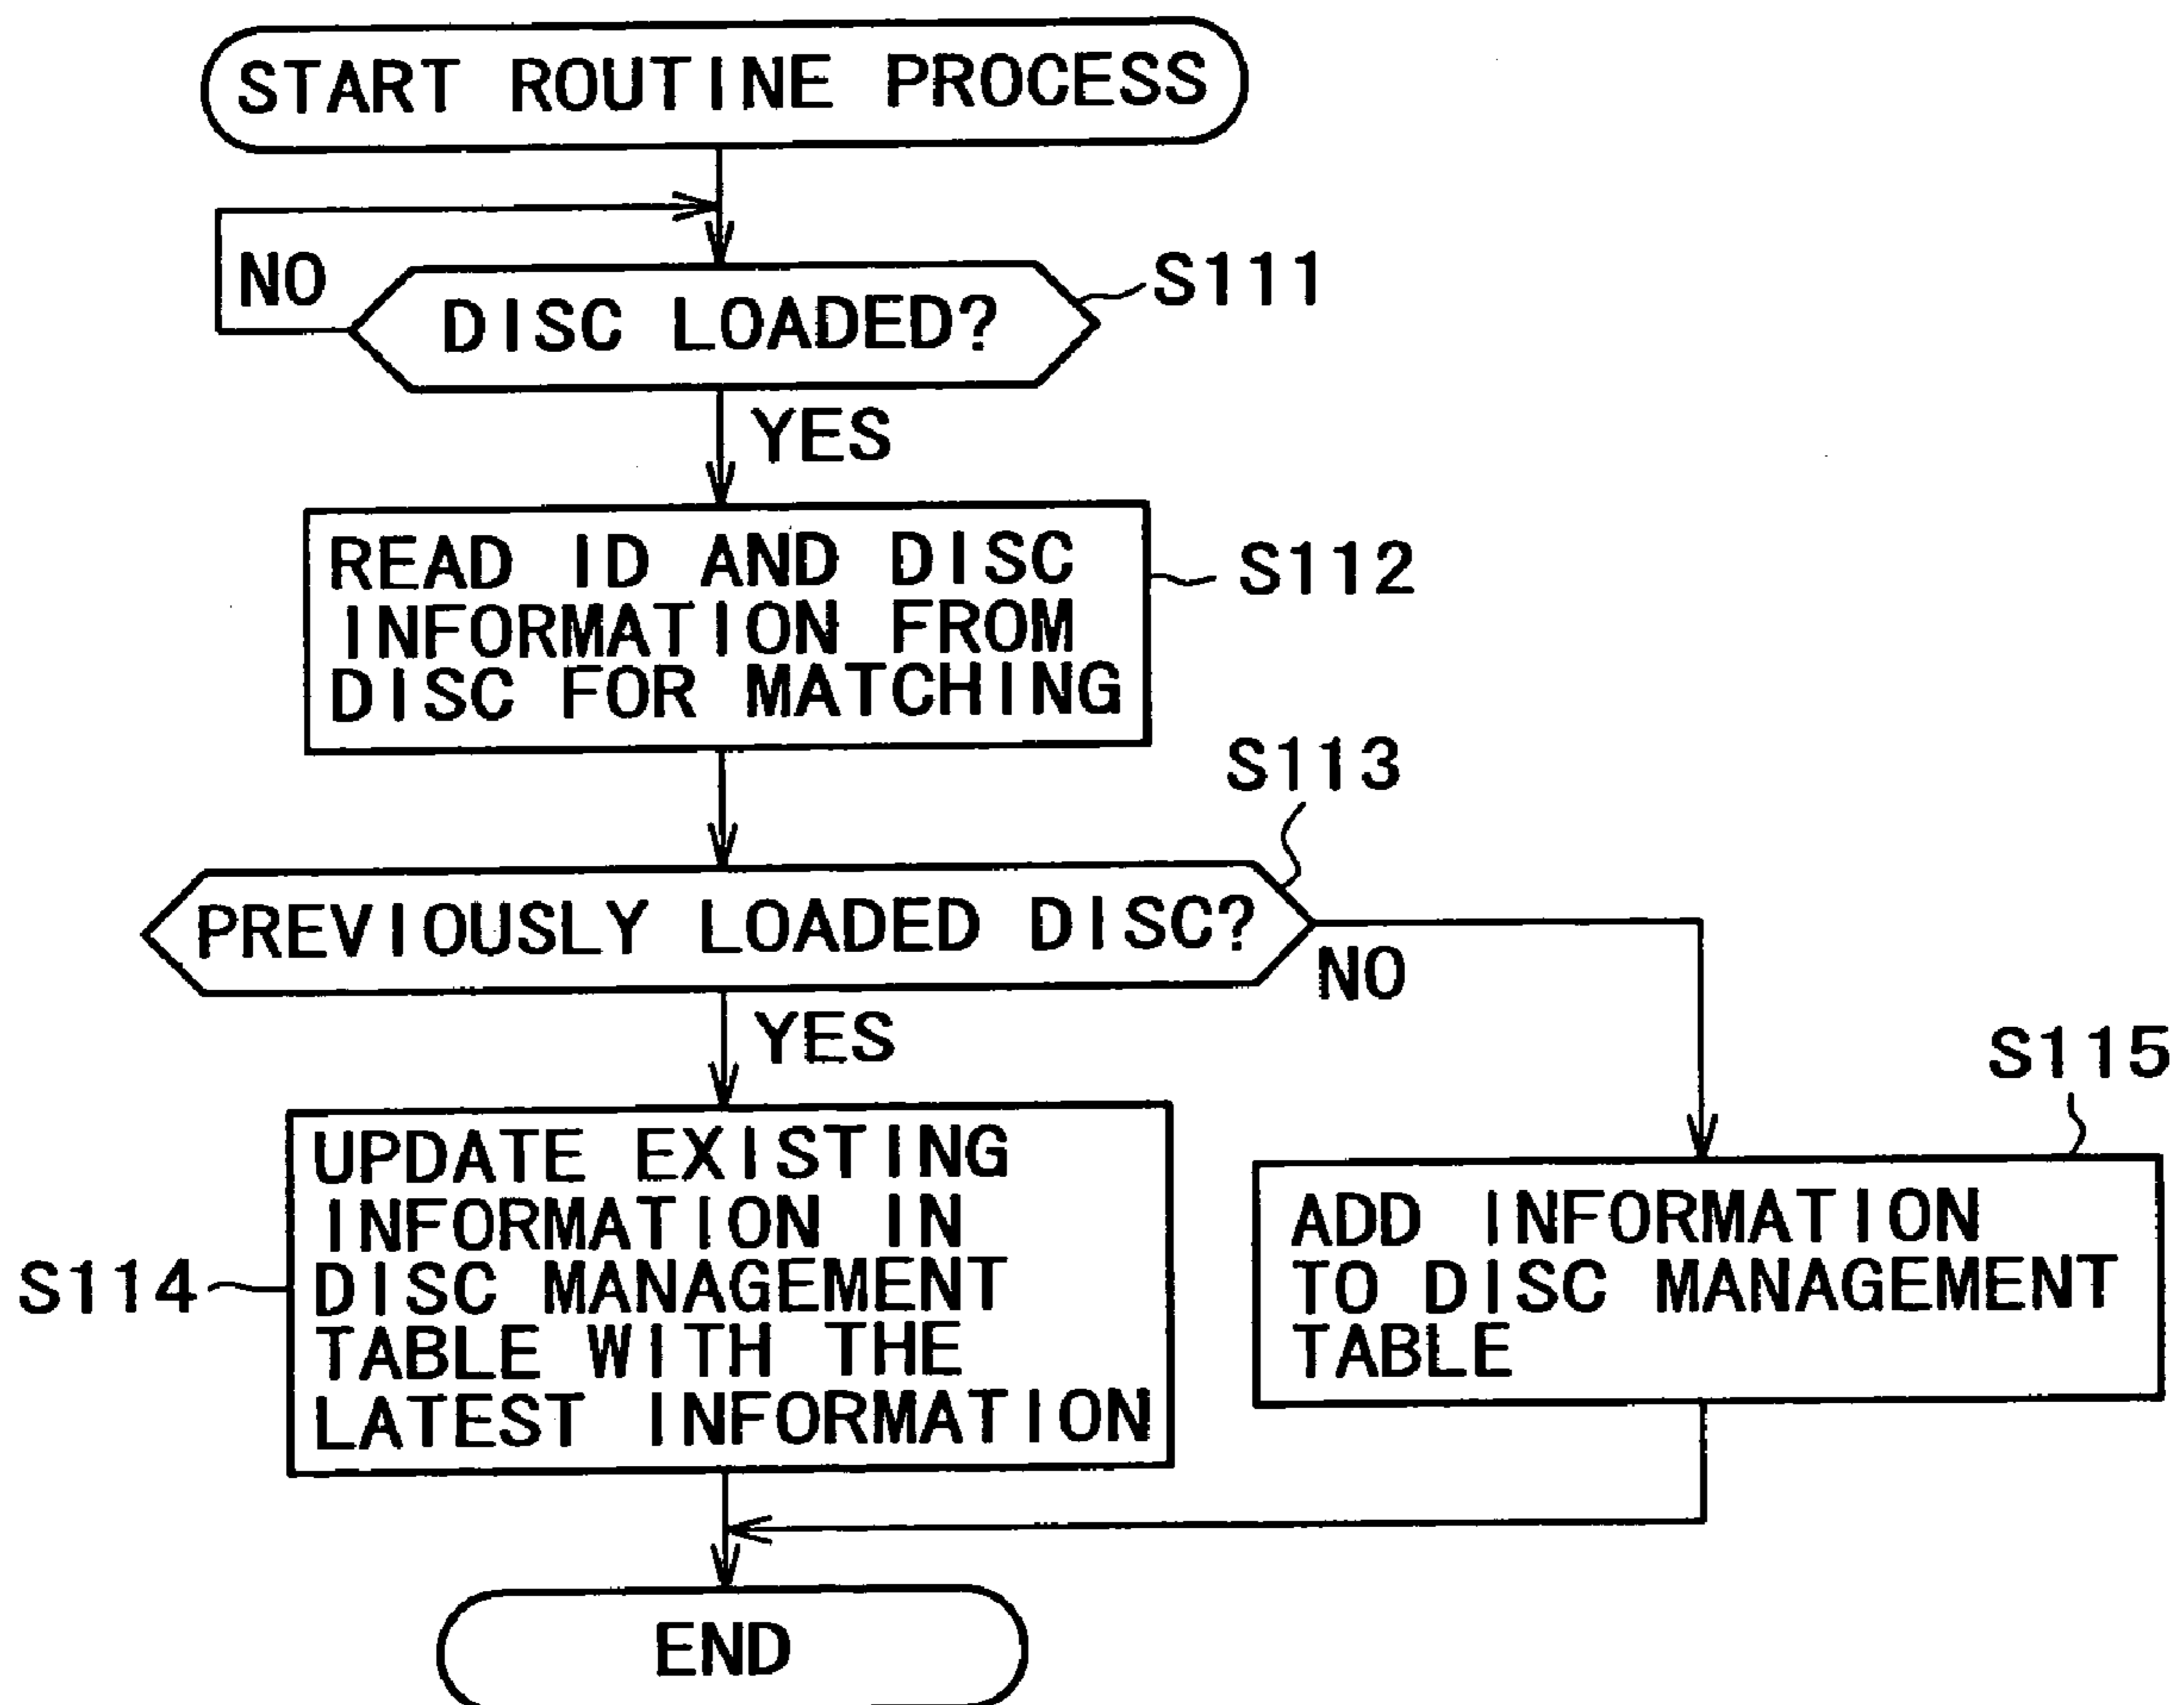 START ROUTINE PROCESS
NO
DISC LOADED?
S111
YES
READ ID AND DISC
INFORMATION FROM
DISC FOR MATCHING
S112
S113
PREVIOUSLY LOADED DISC?
NO
YES
S115
UPDATE EXISTING
INFORMATION IN
DISC MANAGEMENT
TABLE WITH THE
LATEST INFORMATION
S114
ADD INFORMATION
TO DISC MANAGEMENT
TABLE
END